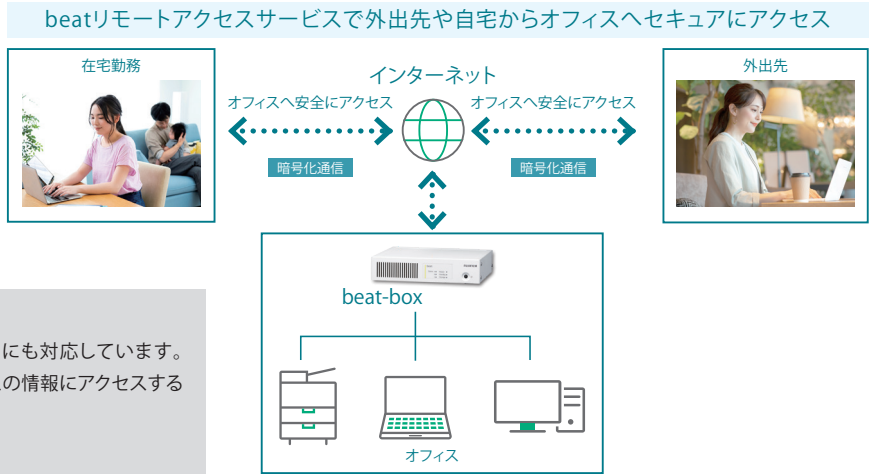 beatリモートアクセスサービスで外出先や自宅からオフィスへセキュアにアクセス
在宅勤務
インターネット
外出先
オフィスへ安全にアクセス
オフィスへ安全にアクセス
暗号化通信
暗号化通信
beat-box
にも対応しています。
の情報にアクセスする
オフィス